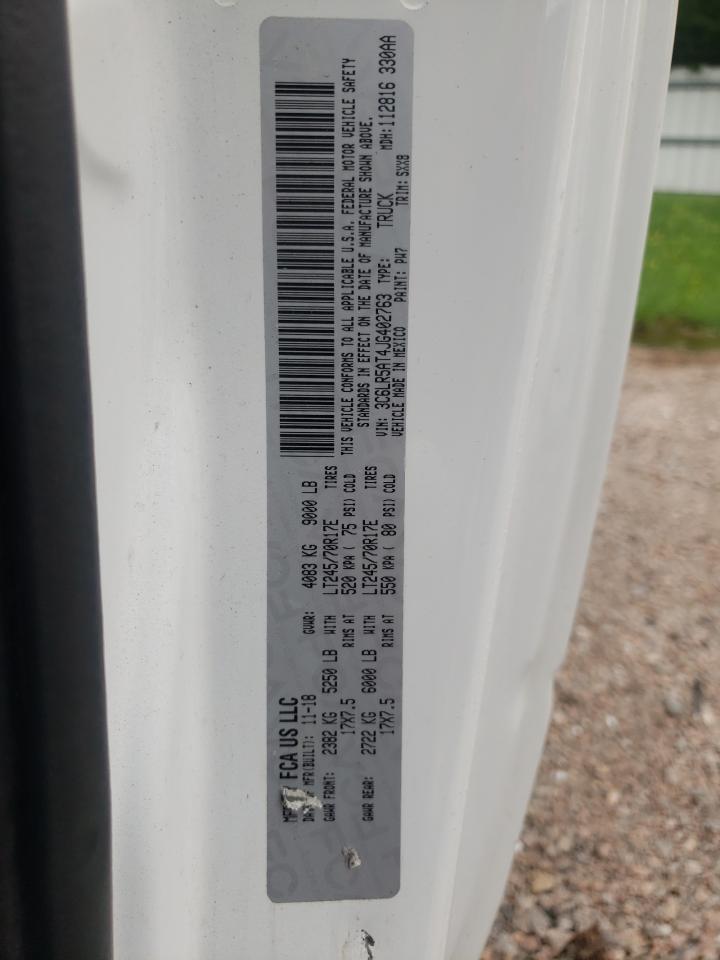 MF FCA US LLC
DA MFR(BUILT): 11-18 GVWR: 4083 KG 9000 LB
GAWR FRONT: 2382 KG 5250 LB WITH LT245/70R17E TIRES
17X7.5 RIMS AT 520 KPA ( 75 PSI) COLD
GAWR REAR: 2722 KG 6000 LB WITH LT245/70R17E TIRES
17X7.5 RIMS AT 550 KPA ( 80 PSI) COLD
THIS VEHICLE CONFORMS TO ALL APPLICABLE U.S.A. FEDERAL MOTOR VEHICLE SAFETY
STANDARDS IN EFFECT ON THE DATE OF MANUFACTURE SHOWN ABOVE.
VIN: 3C6LR5AT4JG402763 TYPE: TRUCK MDH: 112816 330AA
VEHICLE MADE IN MEXICO PAINT: PW7 TRIM: SXX8